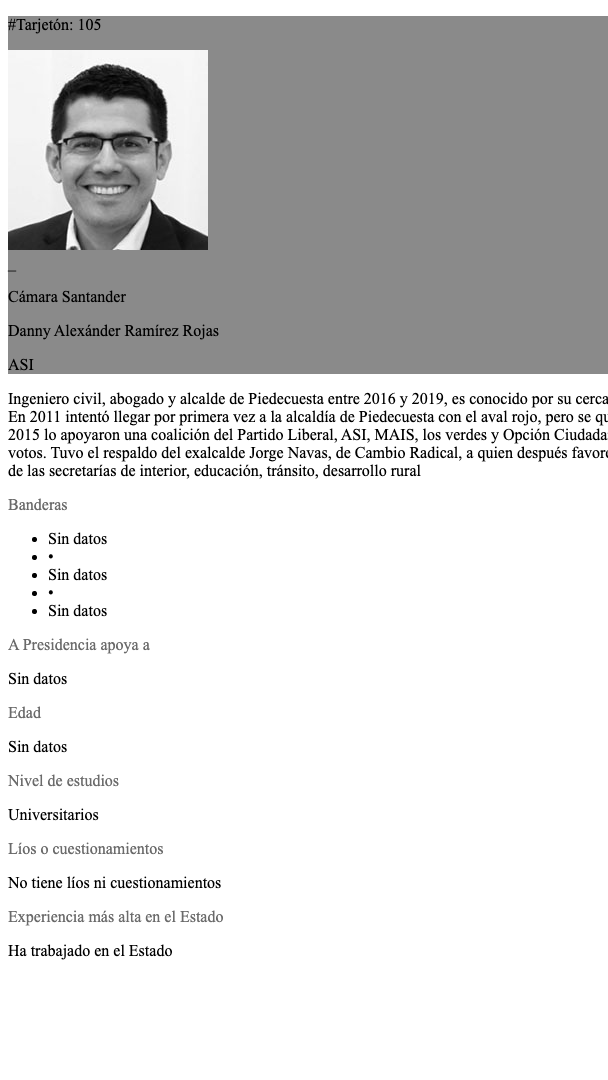 #Tarjetón: 105
_
Cámara Santander
Danny Alexánder Ramírez Rojas
ASI
Ingeniero civil, abogado y alcalde de Piedecuesta entre 2016 y 2019, es conocido por su cerca
En 2011 intentó llegar por primera vez a la alcaldía de Piedecuesta con el aval rojo, pero se qu
2015 lo apoyaron una coalición del Partido Liberal, ASI, MAIS, los verdes y Opción Ciudada
votos. Tuvo el respaldo del exalcalde Jorge Navas, de Cambio Radical, a quien después favore
de las secretarías de interior, educación, tránsito, desarrollo rural
Banderas
• Sin datos
• •
• Sin datos
• •
• Sin datos
A Presidencia apoya a
Sin datos
Edad
Sin datos
Nivel de estudios
Universitarios
Líos o cuestionamientos
No tiene líos ni cuestionamientos
Experiencia más alta en el Estado
Ha trabajado en el Estado